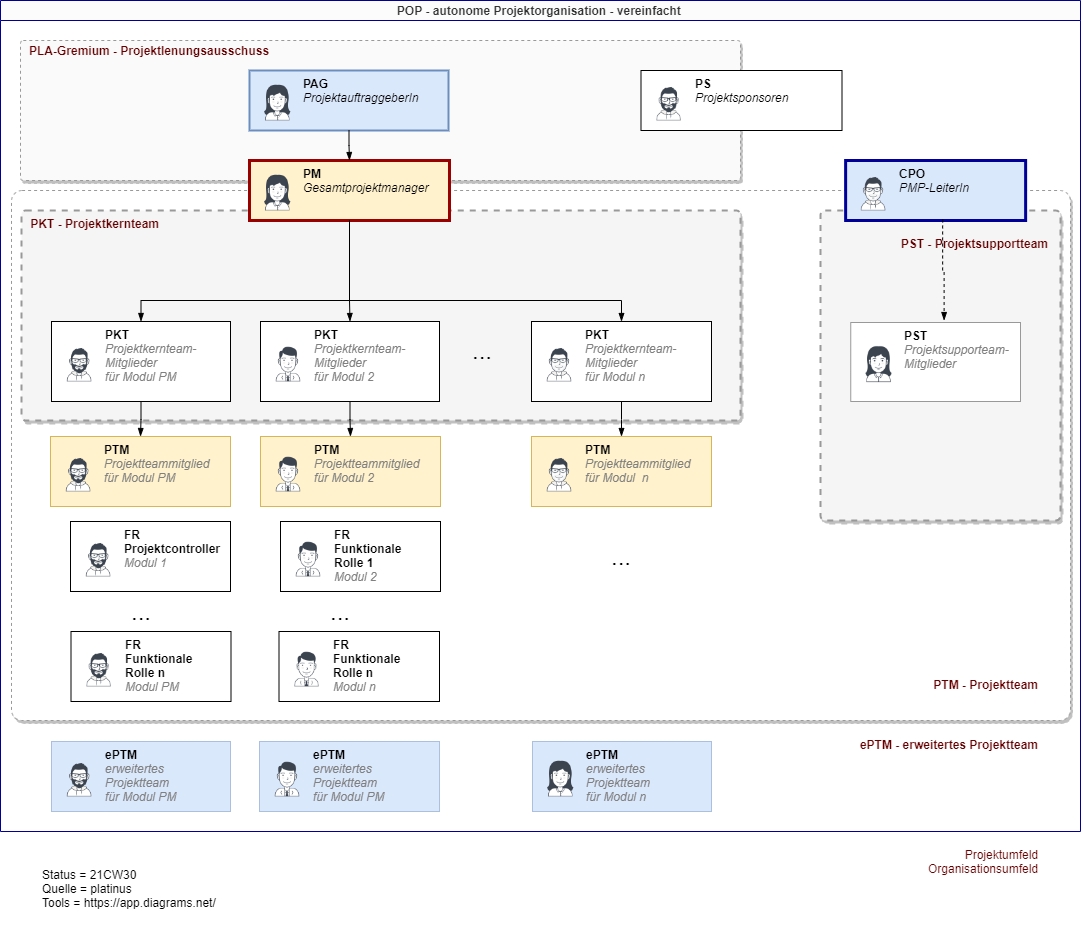 POP - autonome Projektorganisation - vereinfacht
PLA-Gremium - Projektlenungsausschuss
PAG
ProjektauftraggeberIn
PS
Projektsponsoren
PM
Gesamtprojektmanager
CPO
PMP-LeiterIn
PKT - Projektkernteam
PST - Projektsupportteam
PKT
Projektkernteam-
Mitglieder
für Modul PM
PKT
Projektkernteam-
Mitglieder
für Modul 2
...
PKT
Projektkernteam-
Mitglieder
für Modul n
PST
Projektsupporteam-
Mitglieder
PTM
Projektteammitglied
für Modul PM
PTM
Projektteammitglied
für Modul 2
PTM
Projektteammitglied
für Modul  n
FR
Projektcontroller
Modul 1
FR
Funktionale
Rolle 1
Modul 2
...
...
...
FR
Funktionale
Rolle n
Modul PM
FR
Funktionale
Rolle n
Modul n
PTM - Projektteam
ePTM - erweitertes Projektteam
ePTM
erweitertes
Projektteam
für Modul PM
ePTM
erweitertes
Projektteam
für Modul PM
ePTM
erweitertes
Projektteam
für Modul n
Projektumfeld
Organisationsumfeld
Status = 21CW30
Quelle = platinus
Tools = https://app.diagrams.net/